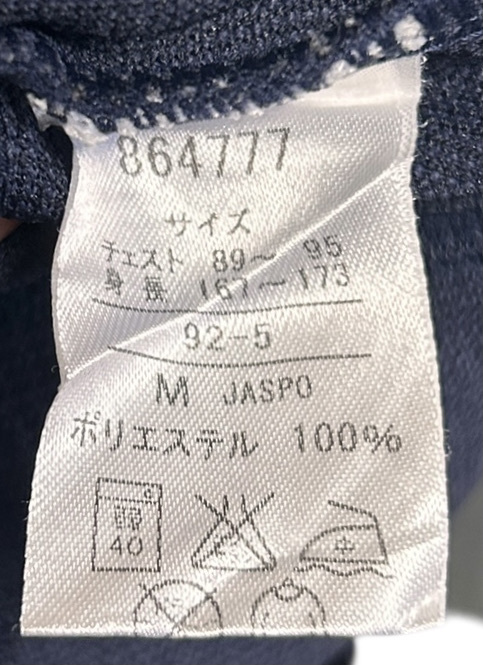 864777
サイズ
チェスト 89～ 95
身長 167～173
92-5
M JASPO
ポリエステル 100%
40 中